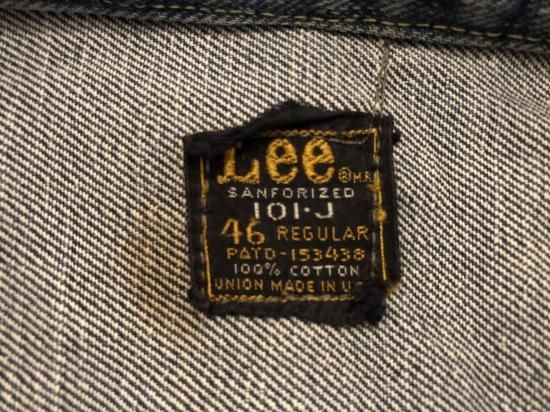 Lee ® M.R.
SANFORIZED
101-J
46 REGULAR
PATD-153438
100% COTTON
UNION MADE IN U.S